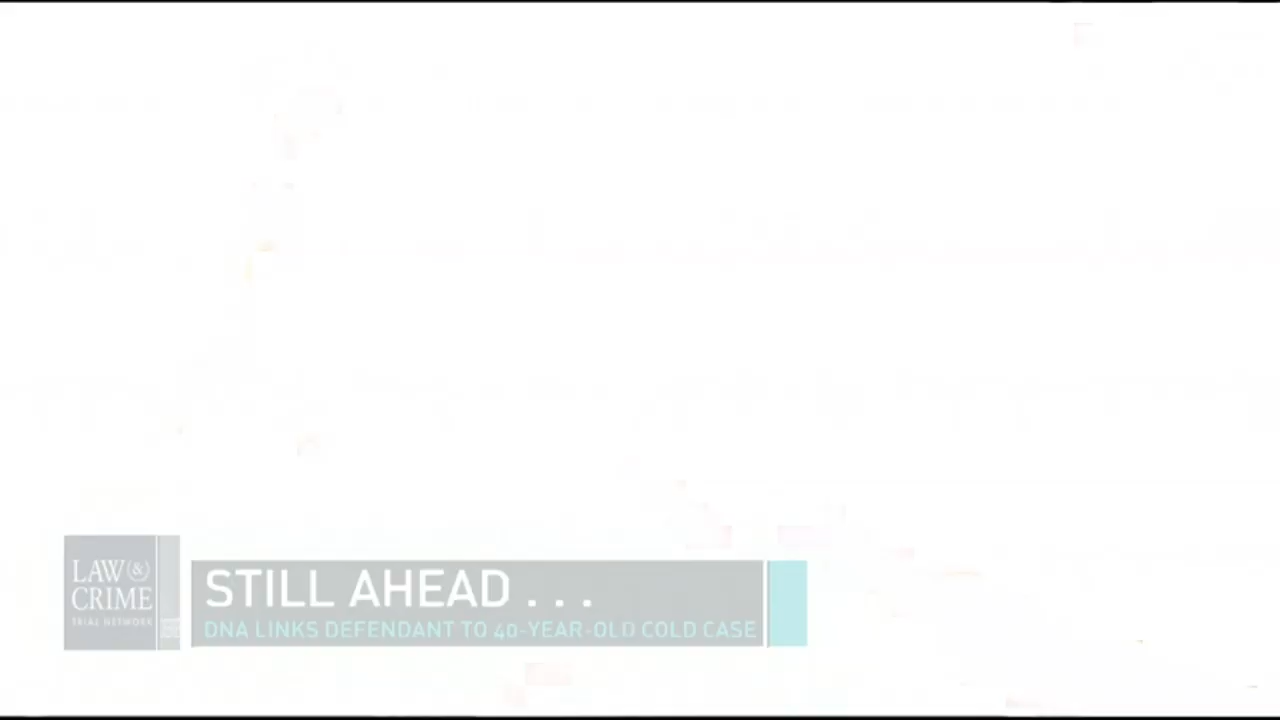 LAW (&)
CRIME
TRIAL NETWORK
STILL AHEAD . . .
DNA LINKS DEFENDANT TO 40-YEAR-OLD COLD CASE